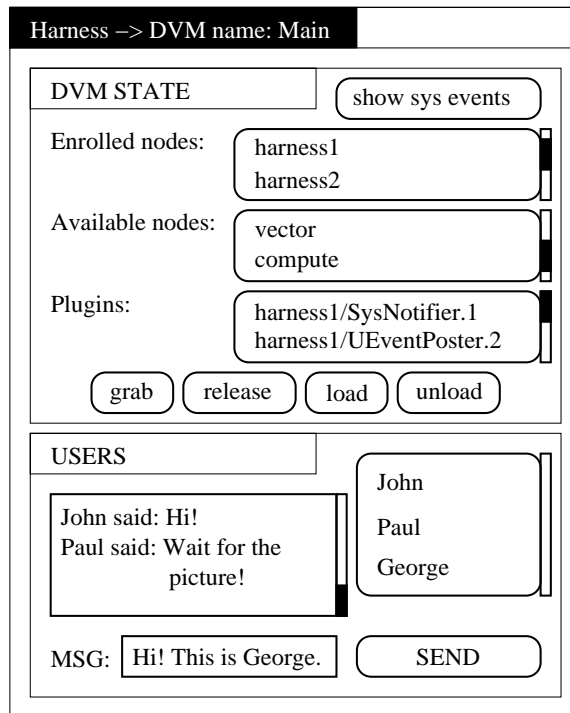 Harness –> DVM name: Main
DVM STATE
show sys events
Enrolled nodes:
harness1
harness2
Available nodes:
vector
compute
Plugins:
harness1/SysNotifier.1
harness1/UEventPoster.2
grab
release
load
unload
USERS
John said: Hi!
Paul said: Wait for the
picture!
John
Paul
George
MSG:
Hi! This is George.
SEND